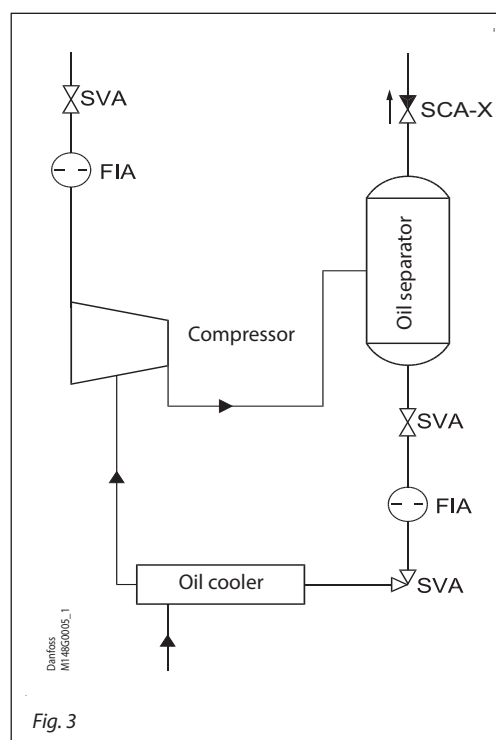 SVA
SCA-X
FIA
Oil separator
Compressor
SVA
FIA
Oil cooler
SVA
Danfoss
M148G0005_1
Fig. 3